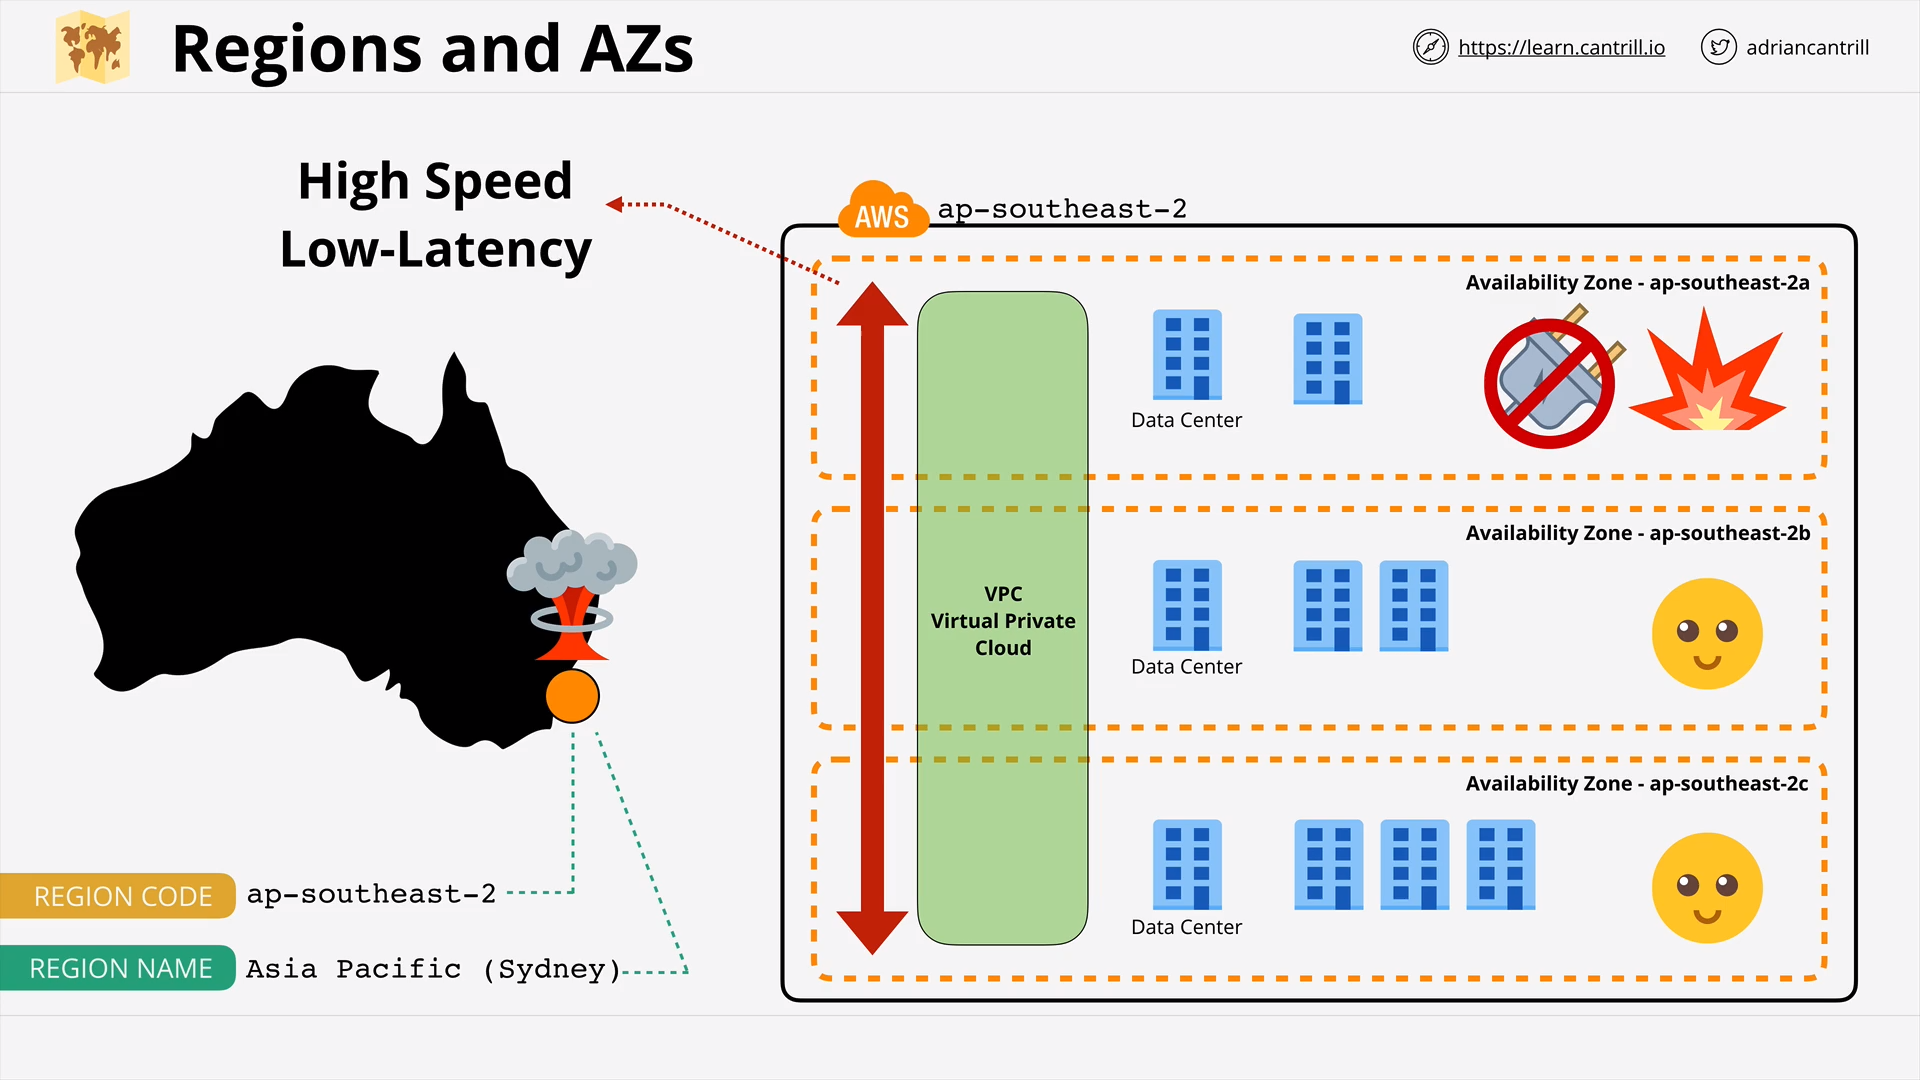 Regions and AZs
https://learn.cantrill.io
adriancantrill
High Speed
Low-Latency
AWS
ap-southeast-2
Availability Zone - ap-southeast-2a
Data Center
Availability Zone - ap-southeast-2b
VPC
Virtual Private
Cloud
Data Center
Availability Zone - ap-southeast-2c
Data Center
REGION CODE
ap-southeast-2
REGION NAME
Asia Pacific (Sydney)